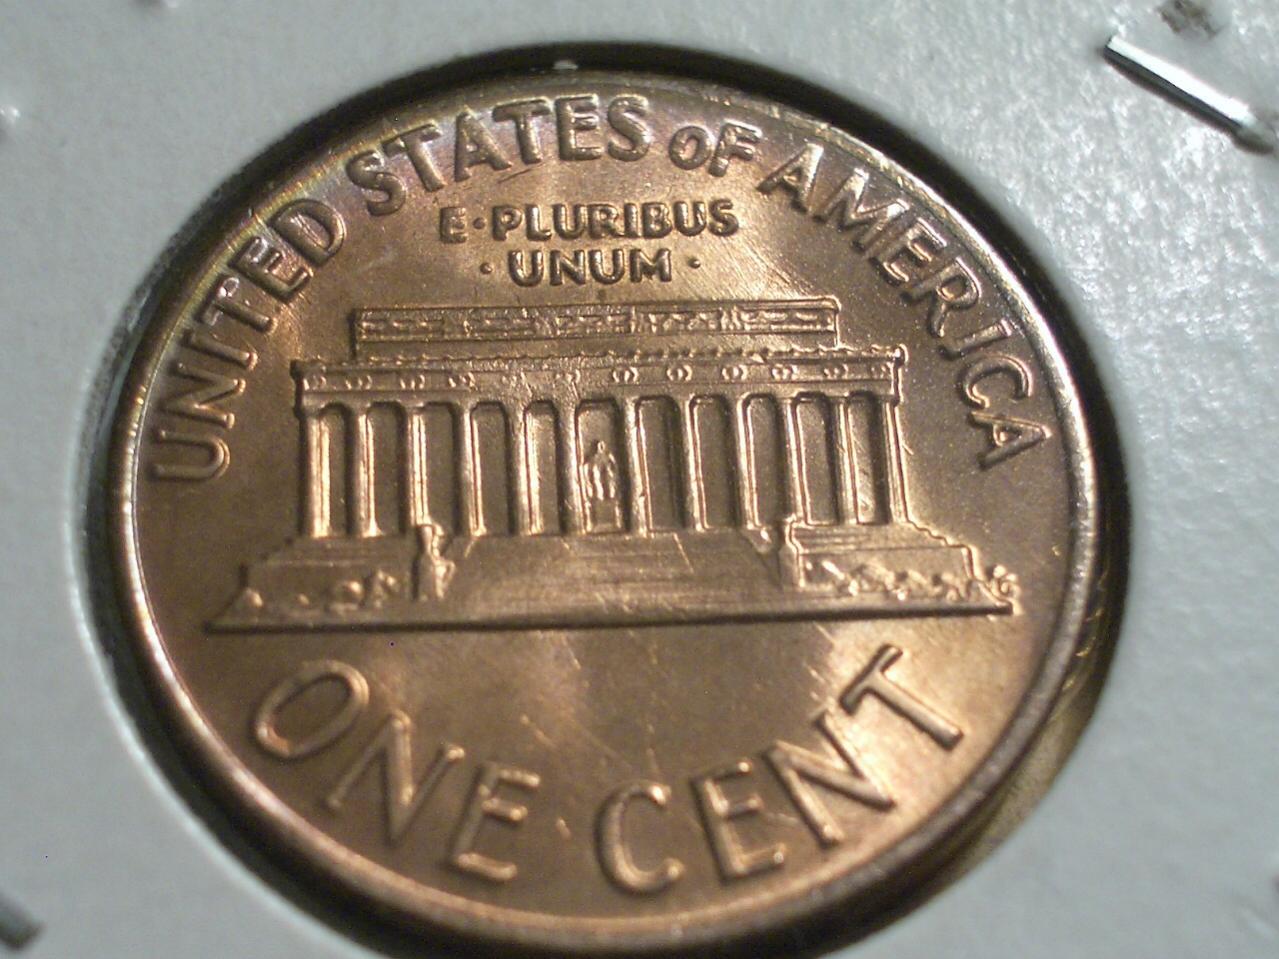 UNITED STATES OF AMERICA
E·PLURIBUS
·UNUM·
ONE CENT